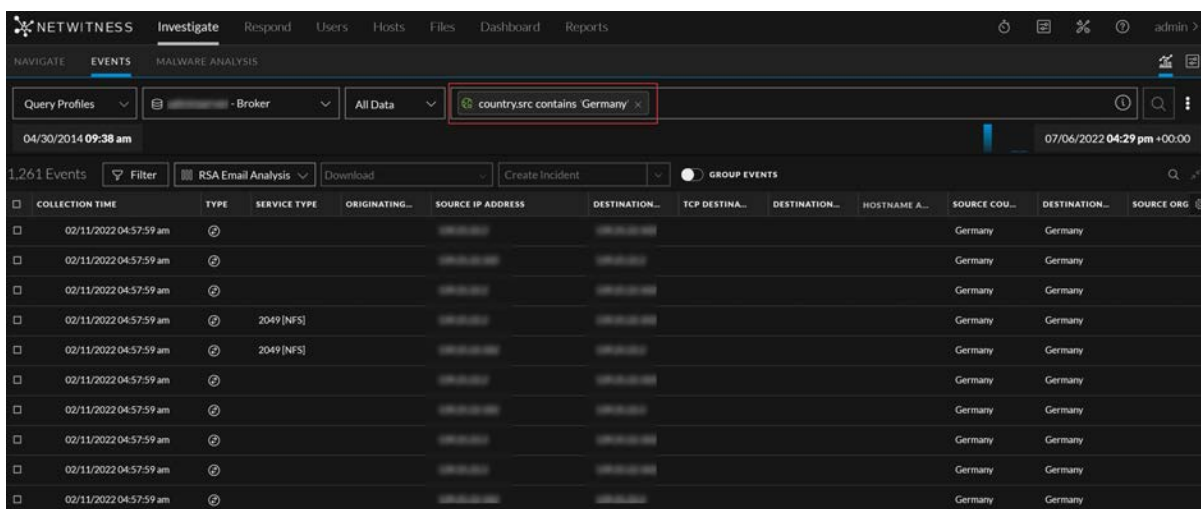 NETWITNESS Investigate Respond Users Hosts Files Dashboard Reports admin >
NAVIGATE EVENTS MALWARE ANALYSIS
Query Profiles - Broker All Data country.src contains 'Germany' ×
04/30/2014 09:38 am 07/06/2022 04:29 pm +00:00
1,261 Events Filter RSA Email Analysis Download Create Incident GROUP EVENTS
COLLECTION TIME TYPE SERVICE TYPE ORIGINATING... SOURCE IP ADDRESS DESTINATION... TCP DESTINA... DESTINATION... HOSTNAME A... SOURCE COU... DESTINATION... SOURCE ORG
02/11/2022 04:57:59 am Germany Germany
02/11/2022 04:57:59 am Germany Germany
02/11/2022 04:57:59 am Germany Germany
02/11/2022 04:57:59 am 2049 [NFS] Germany Germany
02/11/2022 04:57:59 am 2049 [NFS] Germany Germany
02/11/2022 04:57:59 am Germany Germany
02/11/2022 04:57:59 am Germany Germany
02/11/2022 04:57:59 am Germany Germany
02/11/2022 04:57:59 am Germany Germany
02/11/2022 04:57:59 am Germany Germany